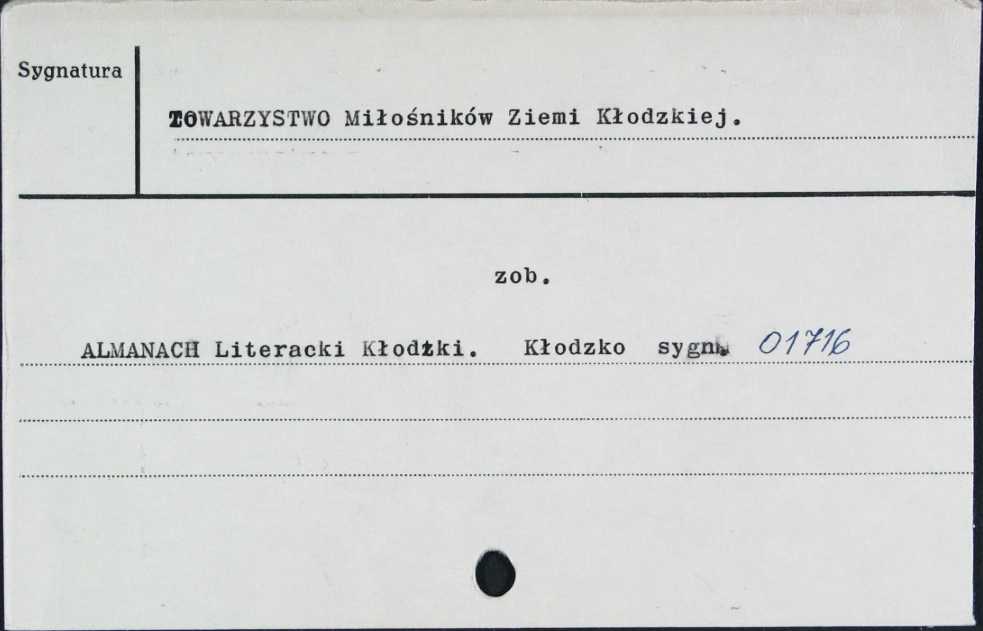 Sygnatura
TOWARZYSTWO Miłośników Ziemi Kłodzkiej.
zob.
ALMANACH Literacki Kłodzki. Kłodzko sygn. 01716